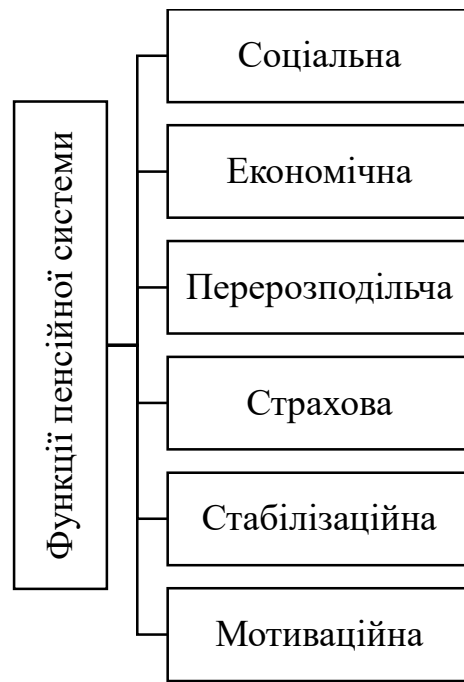 Функції пенсійної системи
Соціальна
Економічна
Перерозподільча
Страхова
Стабілізаційна
Мотиваційна